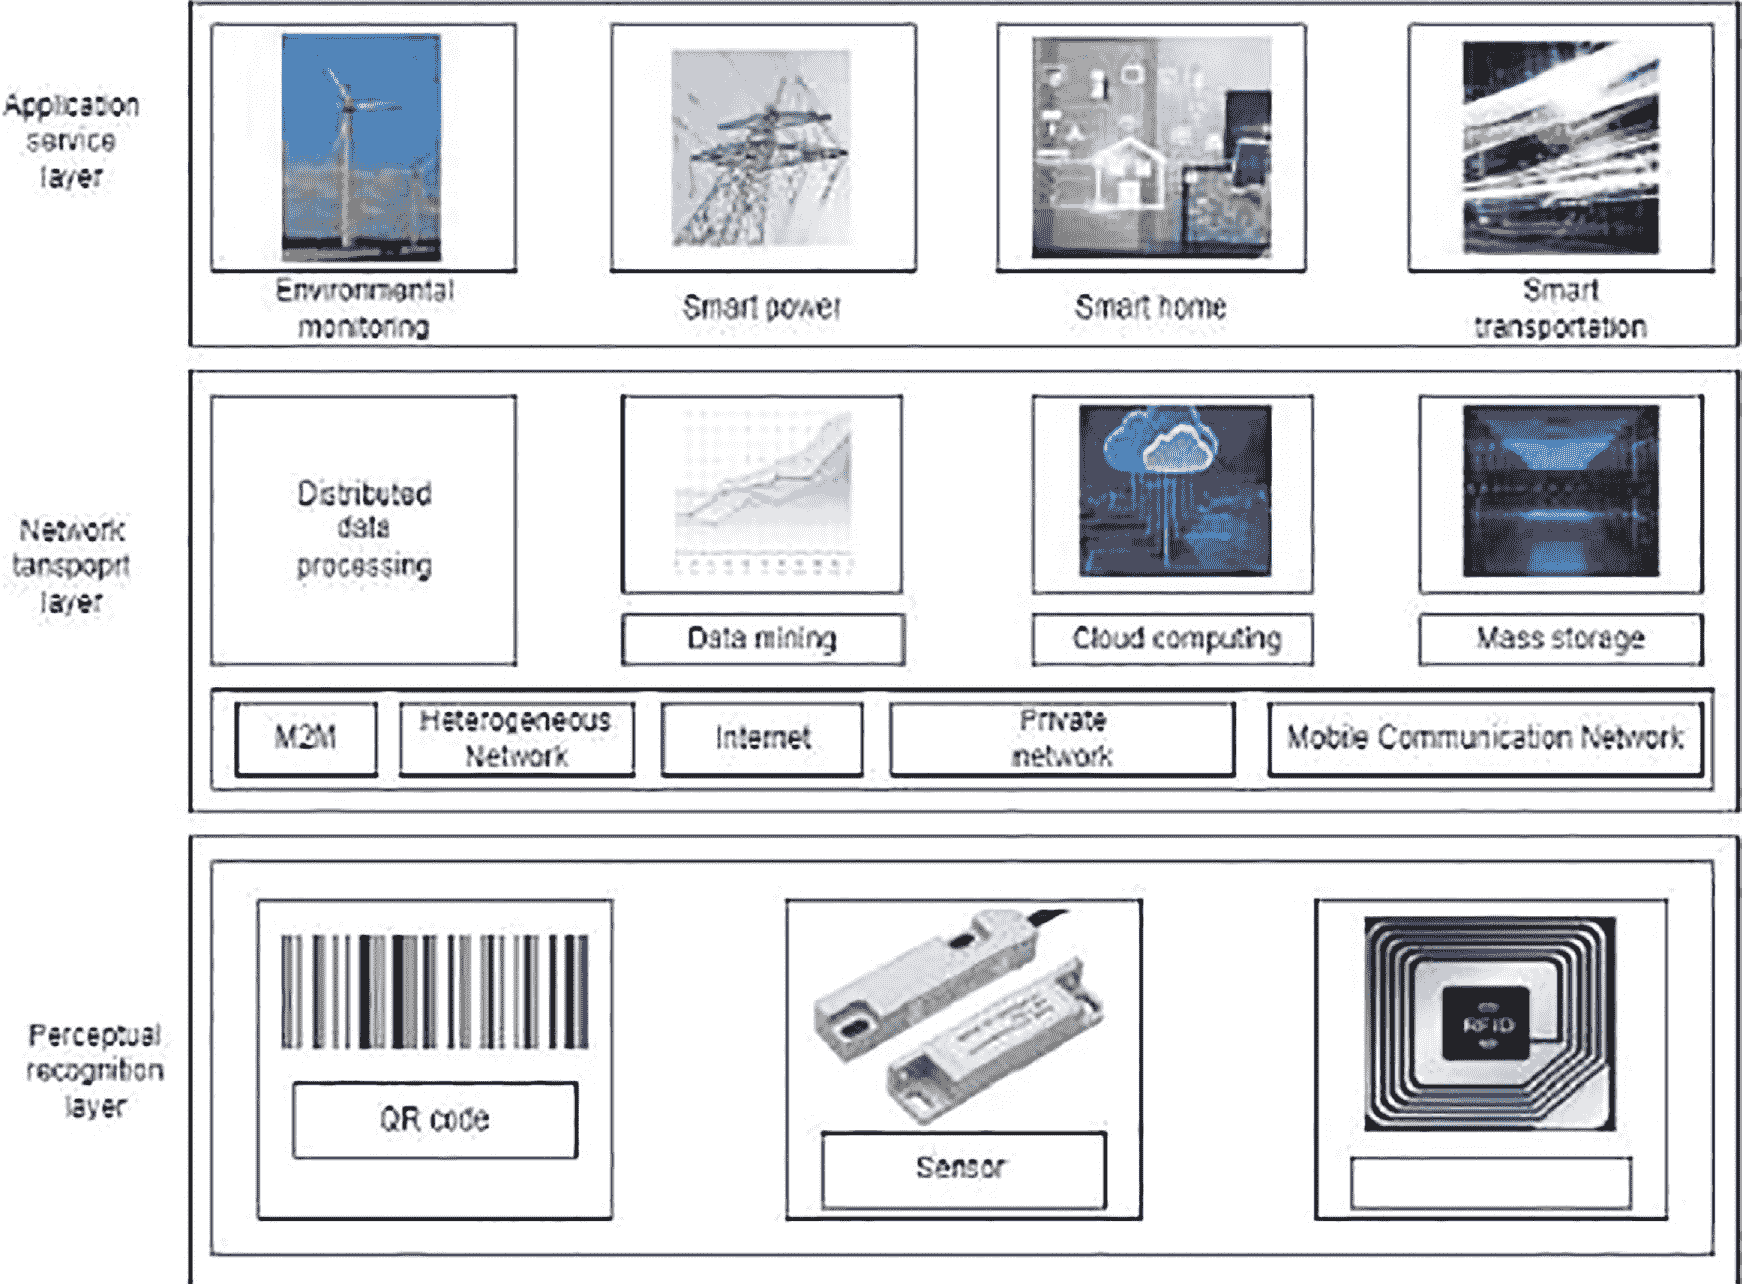 Application
service
layer
Environmental
monitoring
Smart power
Smart home
Smart
transportation
Network
tanspoprt
layer
Distributed
data
processing
Data mining
Cloud computing
Mass storage
M2M
Heterogeneous
Network
Internet
Private
network
Mobile Communication Network
Perceptual
recognition
layer
QR code
Sensor
RFID